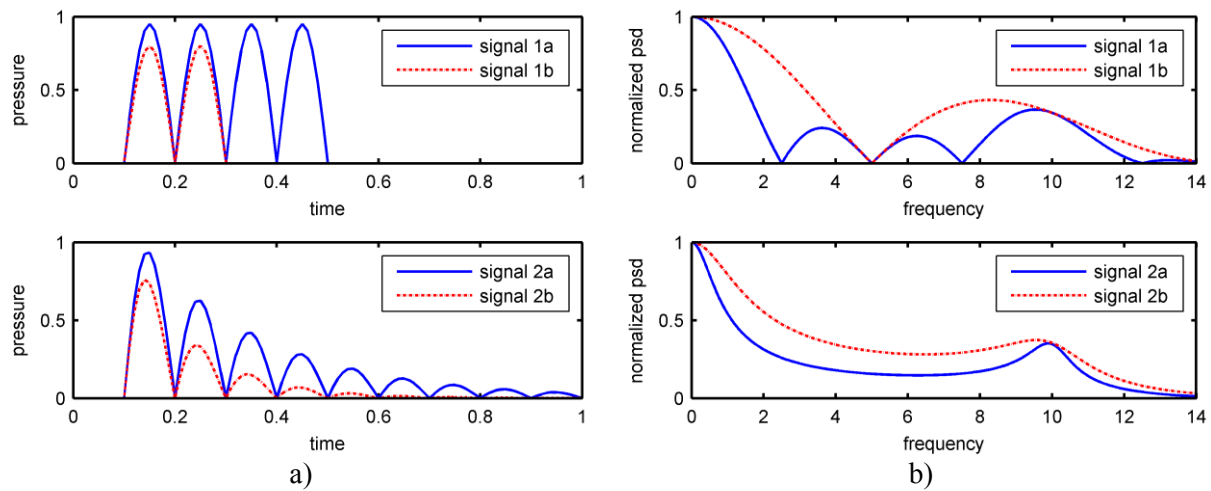 pressure
1
0.5
0
0 0.2 0.4 0.6 0.8 1
time
signal 1a
signal 1b
normalized psd
1
0.5
0
0 2 4 6 8 10 12 14
frequency
signal 1a
signal 1b
pressure
1
0.5
0
0 0.2 0.4 0.6 0.8 1
time
signal 2a
signal 2b
normalized psd
1
0.5
0
0 2 4 6 8 10 12 14
frequency
signal 2a
signal 2b
a)
b)